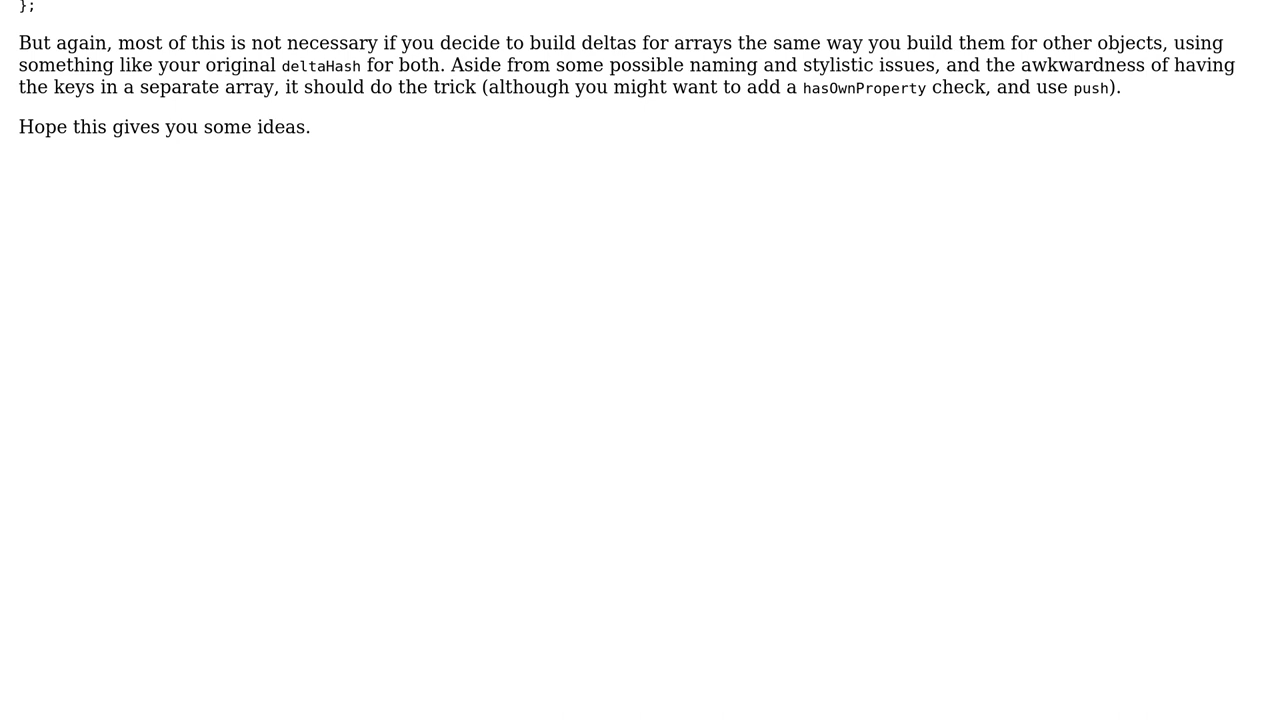 };
But again, most of this is not necessary if you decide to build deltas for arrays the same way you build them for other objects, using
something like your original deltaHash for both. Aside from some possible naming and stylistic issues, and the awkwardness of having
the keys in a separate array, it should do the trick (although you might want to add a hasOwnProperty check, and use push).
Hope this gives you some ideas.